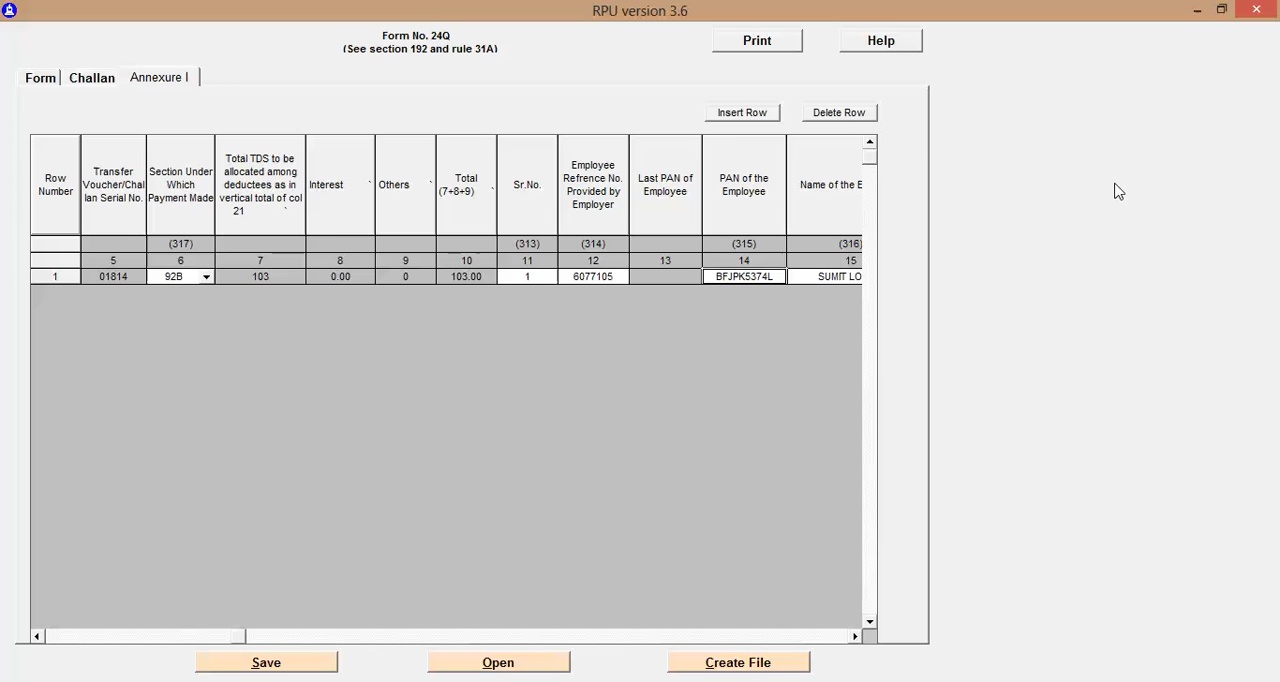 RPU version 3.6
Form No. 24Q
(See section 192 and rule 31A)
Print
Help
Form
Challan
Annexure I
Insert Row
Delete Row
Row Number
Transfer Voucher/Chal lan Serial No.
Section Under Which Payment Made
Total TDS to be allocated among deductees as in vertical total of col 21 `
Interest `
Others `
Total (7+8+9) `
Sr.No.
Employee Refrence No. Provided by Employer
Last PAN of Employee
PAN of the Employee
Name of the E
(317) (313) (314) (315) (316)
5 6 7 8 9 10 11 12 13 14 15
1 01814 92B 103 0.00 0 103.00 1 6077105 BFJPK5374L SUMIT LO
Save
Open
Create File